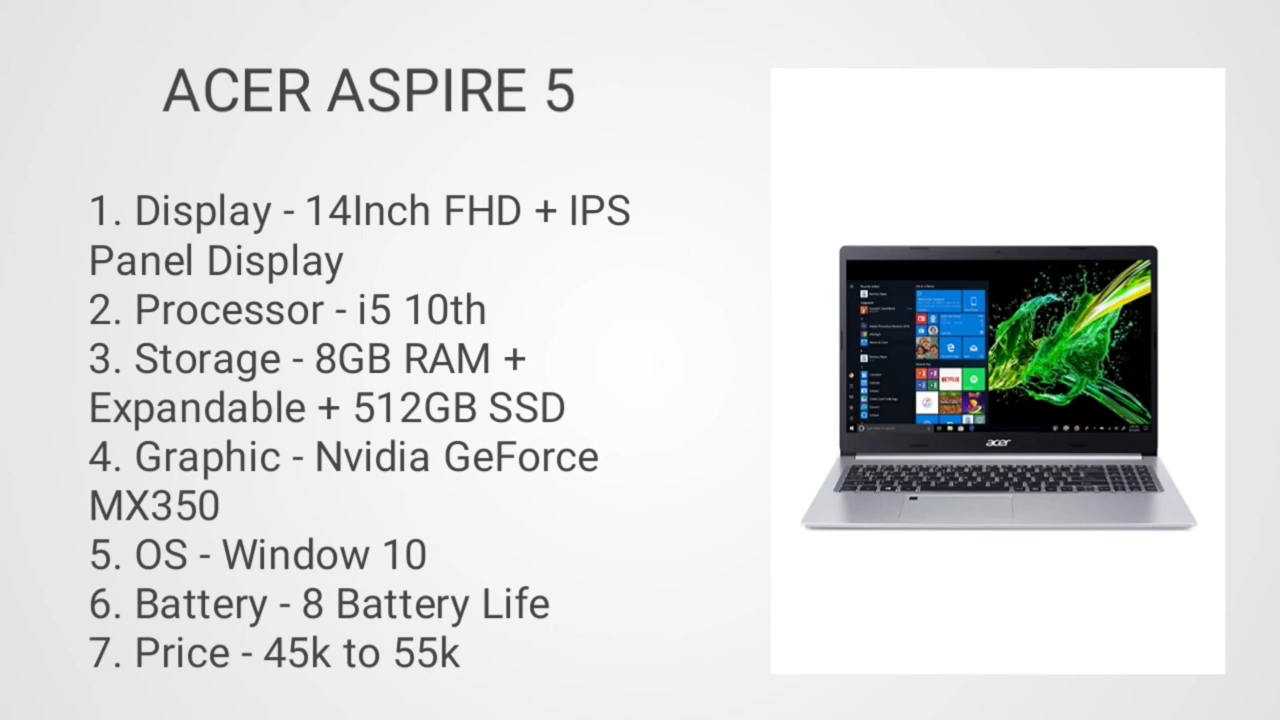 ACER ASPIRE 5
1. Display - 14Inch FHD + IPS
Panel Display
2. Processor - i5 10th
3. Storage - 8GB RAM +
Expandable + 512GB SSD
4. Graphic - Nvidia GeForce
MX350
5. OS - Window 10
6. Battery - 8 Battery Life
7. Price - 45k to 55k
NETFLIX
acer